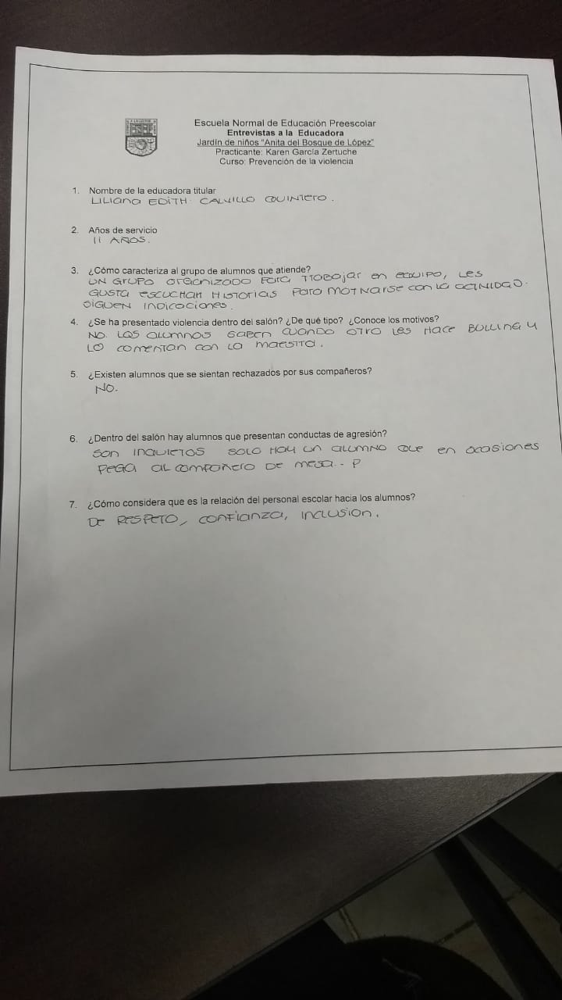 Escuela Normal de Educación Preescolar
Entrevistas a la Educadora
Jardín de niños "Anita del Bosque de López"
Practicante: Karen García Zertuche
Curso: Prevención de la violencia
1. Nombre de la educadora titular
LILIANA EDITH CALVILLO QUINTERO.
2. Años de servicio
11 AÑOS.
3. ¿Cómo caracteriza al grupo de alumnos que atiende?
UN GRUPO ORGANIZADO PARA TRABAJAR EN EQUIPO, LES
GUSTA ESCUCHAR HISTORIAS PARA MOTIVARSE CON LA ACTIVIDAD.
SIGUEN INDICACIONES.
4. ¿Se ha presentado violencia dentro del salón? ¿De qué tipo? ¿Conoce los motivos?
NO. LOS ALUMNOS SABEN CUANDO OTRO LES HACE BULLING Y
LO COMENTAN CON LA MAESTRA.
5. ¿Existen alumnos que se sientan rechazados por sus compañeros?
NO.
6. ¿Dentro del salón hay alumnos que presentan conductas de agresión?
SON INQUIETOS SOLO HAY UN ALUMNO QUE EN OCASIONES
PEGA AL COMPAÑERO DE MESA.- P
7. ¿Cómo considera que es la relación del personal escolar hacia los alumnos?
DE RESPETO, CONFIANZA, INCLUSION.